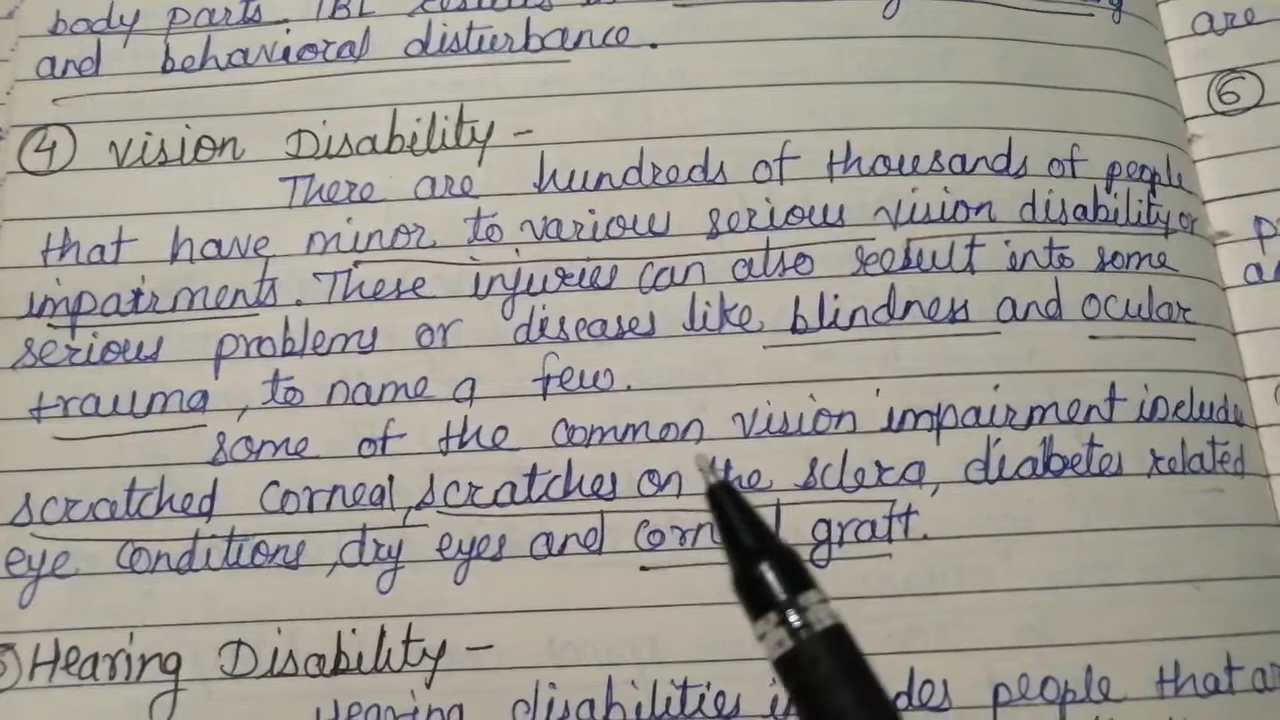 body parts. TBI results
and behavioral disturbance.
④ Vision Disability -
There are hundreds of thousands of people
that have minor to various serious vision disability or
impairments. These injuries can also result into some
serious problems or diseases like blindness and ocular
trauma, to name a few.
some of the common vision impairment include
scratched corneal, scratches on the sclera, diabetes related
eye conditions, dry eyes and graft.
Hearing Disability -
Hearing disabilities people that
are
⑥